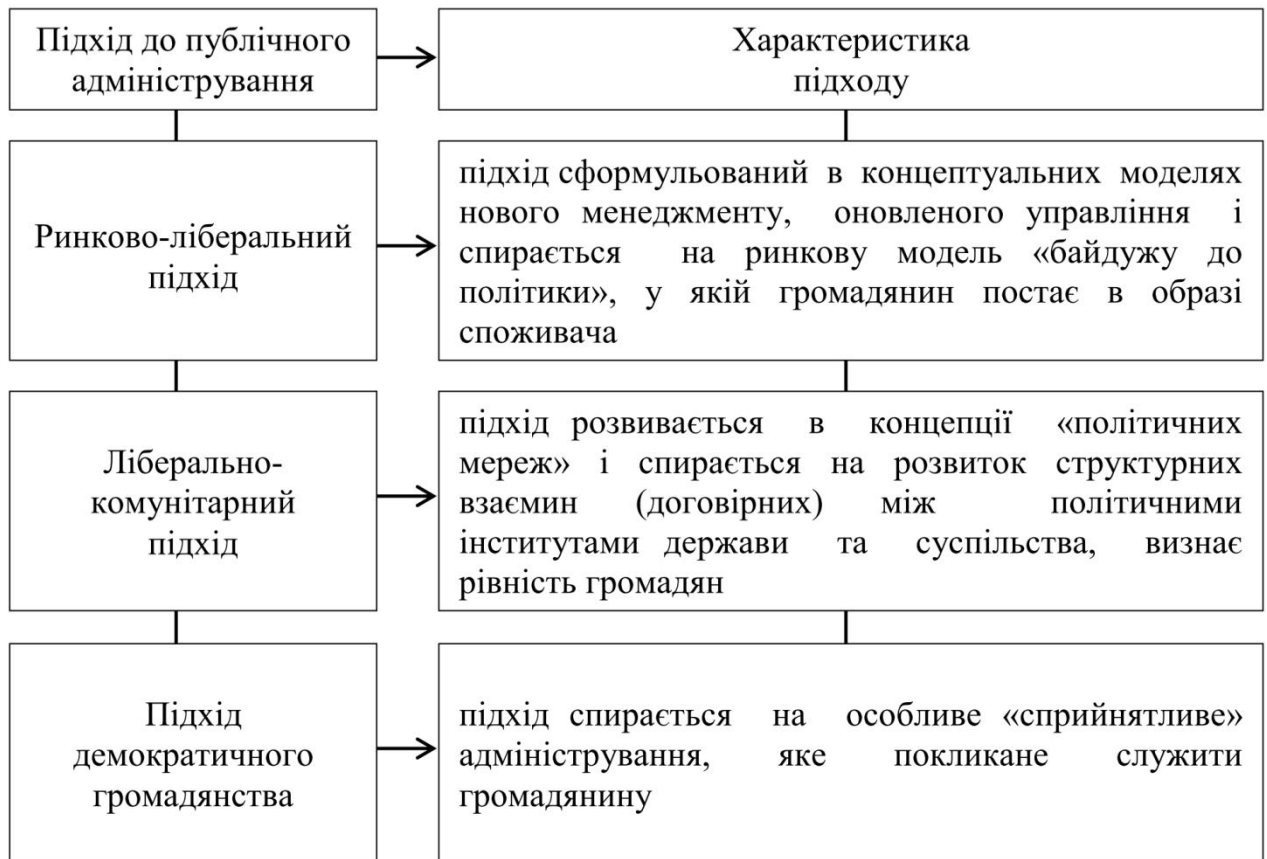 Підхід до публічного
адміністрування
Характеристика
підходу
Ринково-ліберальний
підхід
підхід сформульований в концептуальних моделях
нового менеджменту, оновленого управління і
спирається на ринкову модель «байдужу до
політики», у якій громадянин постає в образі
споживача
Ліберально-
комунітарний
підхід
підхід розвивається в концепції «політичних
мереж» і спирається на розвиток структурних
взаємин (договірних) між політичними
інститутами держави та суспільства, визнає
рівність громадян
Підхід
демократичного
громадянства
підхід спирається на особливе «сприйнятливе»
адміністрування, яке покликане служити
громадянину